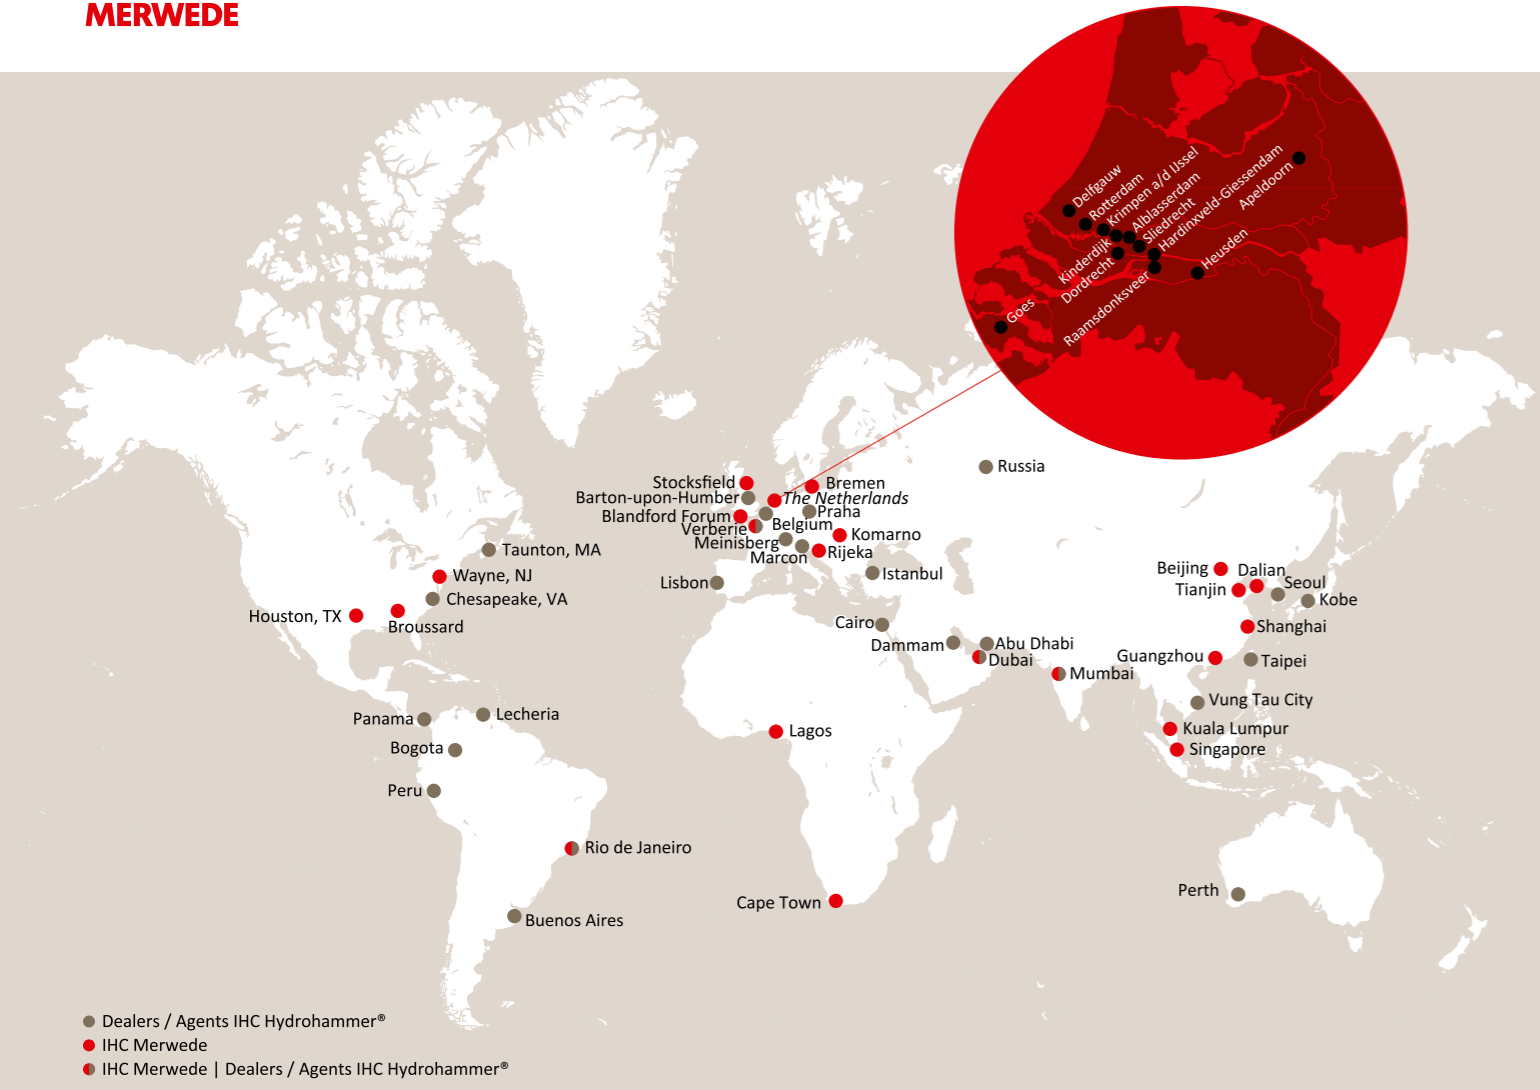 MERWEDE
Delfgauw
Rotterdam
Krimpen a/d IJssel
Alblasserdam
Sliedrecht
Hardinxveld-Giessendam
Apeldoorn
Kinderdijk
Dordrecht
Raamsdonksveer
Heusden
Goes
Russia
Stocksfield
Bremen
Barton-upon-Humber
The Netherlands
Blandford Forum
Praha
Verberie
Belgium
Komarno
Meinisberg
Marcon
Rijeka
Taunton, MA
Wayne, NJ
Lisbon
Istanbul
Beijing
Dalian
Tianjin
Seoul
Chesapeake, VA
Kobe
Houston, TX
Broussard
Cairo
Shanghai
Dammam
Abu Dhabi
Dubai
Guangzhou
Taipei
Mumbai
Vung Tau City
Panama
Lecheria
Lagos
Kuala Lumpur
Bogota
Singapore
Peru
Rio de Janeiro
Perth
Cape Town
Buenos Aires
Dealers / Agents IHC Hydrohammer®
IHC Merwede
IHC Merwede | Dealers / Agents IHC Hydrohammer®